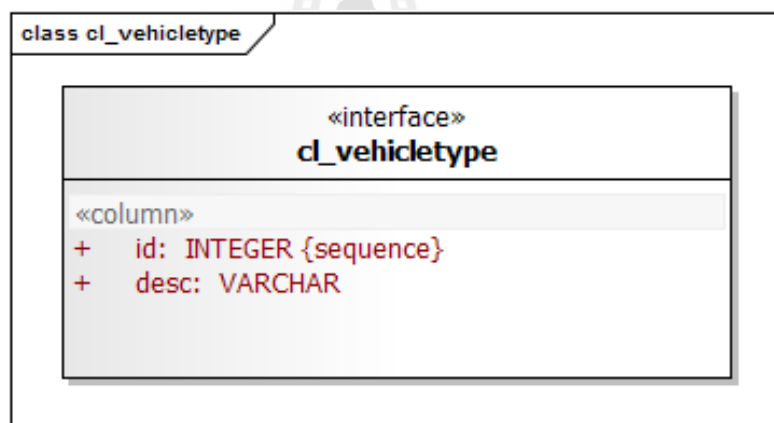 class cl_vehicletype
«interface»
cl_vehicletype
«column»
+ id: INTEGER {sequence}
+ desc: VARCHAR